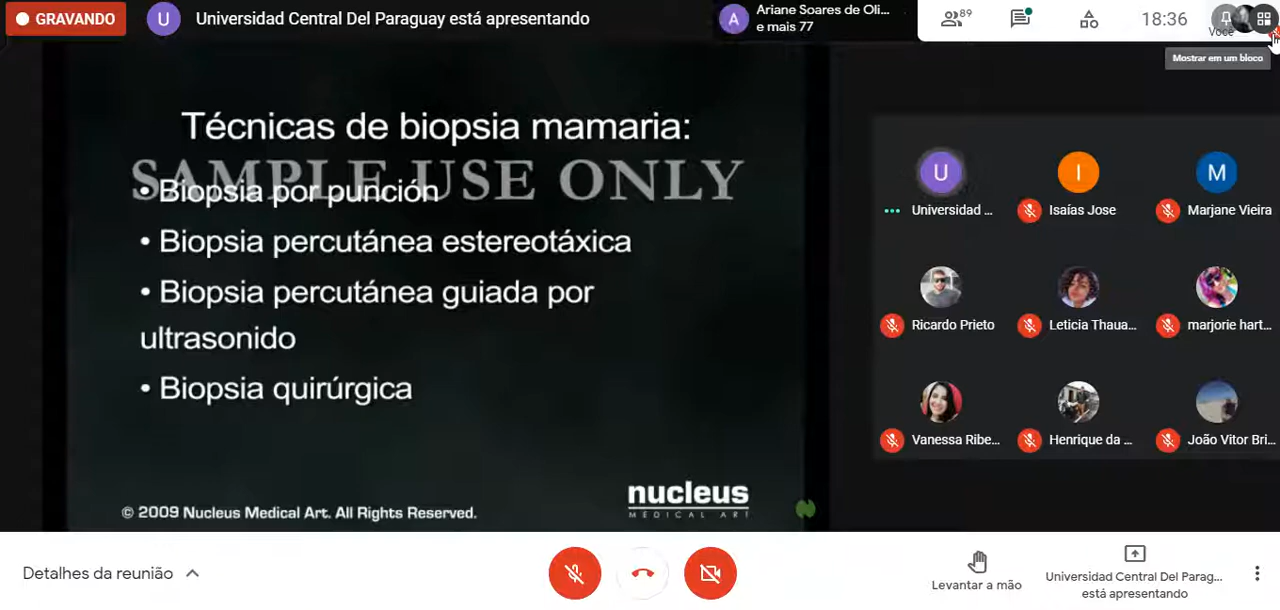 GRAVANDO
U
Universidad Central Del Paraguay está apresentando
A
Ariane Soares de Oli...
e mais 77
89
18:36
Você
Mostrar em um bloco
Técnicas de biopsia mamaria:
SAMPLE USE ONLY
• Biopsia por punción
• Biopsia percutánea estereotáxica
• Biopsia percutánea guiada por
ultrasonido
• Biopsia quirúrgica
© 2009 Nucleus Medical Art. All Rights Reserved.
nucleus
MEDICAL ART
U
I
M
Universidad ...
Isaías Jose
Marjane Vieira
Ricardo Prieto
Leticia Thaua...
marjorie hart...
Vanessa Ribe...
Henrique da ...
João Vitor Bri...
Detalhes da reunião
Levantar a mão
Universidad Central Del Parag...
está apresentando